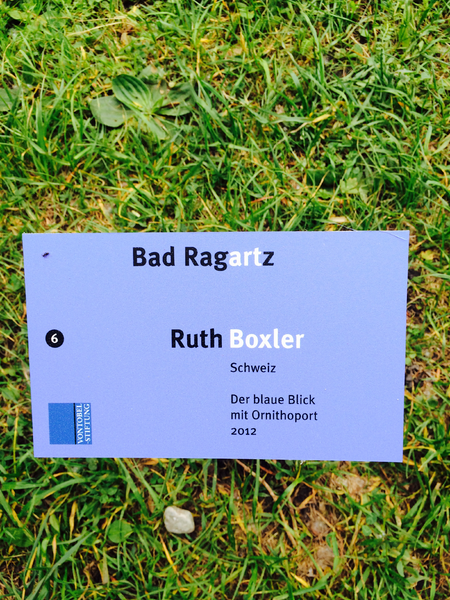 Bad Ragartz
6
Ruth Boxler
Schweiz
Der blaue Blick
mit Ornithoport
2012
VONTOBEL
-STIFTUNG